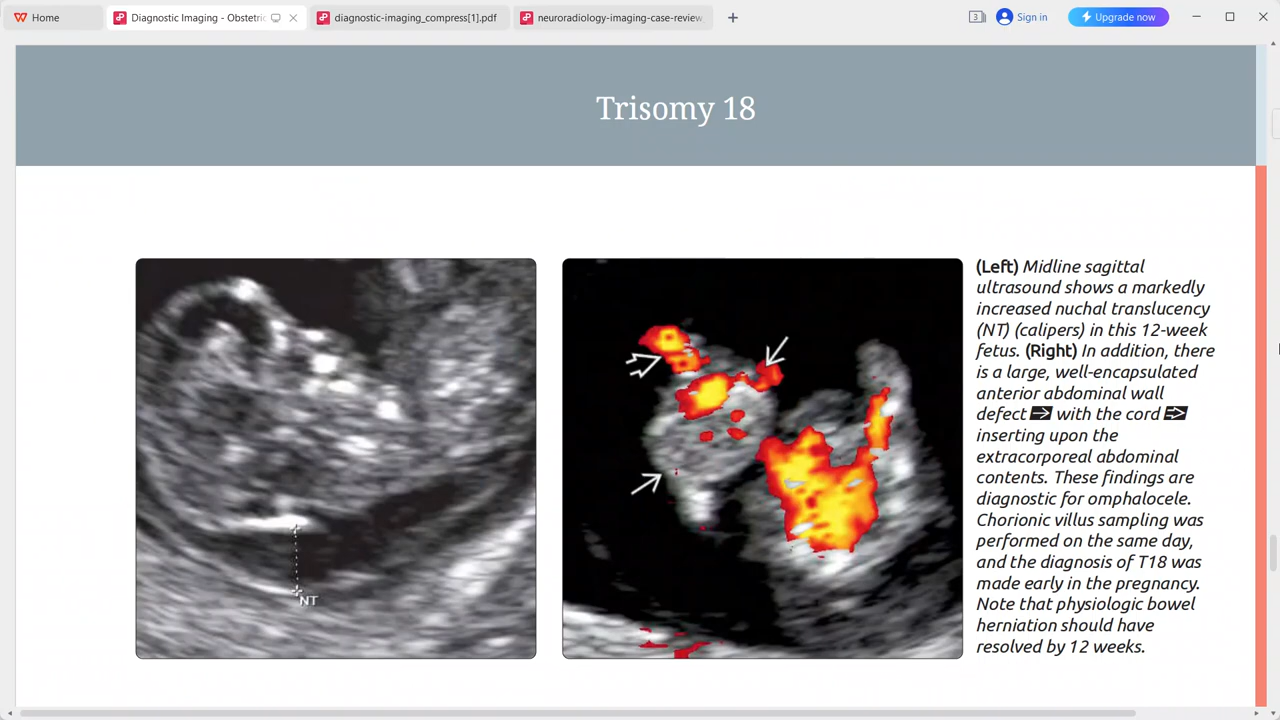 Home
Diagnostic Imaging - Obstetric
diagnostic-imaging_compress[1].pdf
neuroradiology-imaging-case-review
3
Sign in
Upgrade now
Trisomy 18
NT
(Left) Midline sagittal
ultrasound shows a markedly
increased nuchal translucency
(NT) (calipers) in this 12-week
fetus. (Right) In addition, there
is a large, well-encapsulated
anterior abdominal wall
defect ➡ with the cord ➡
inserting upon the
extracorporeal abdominal
contents. These findings are
diagnostic for omphalocele.
Chorionic villus sampling was
performed on the same day,
and the diagnosis of T18 was
made early in the pregnancy.
Note that physiologic bowel
herniation should have
resolved by 12 weeks.